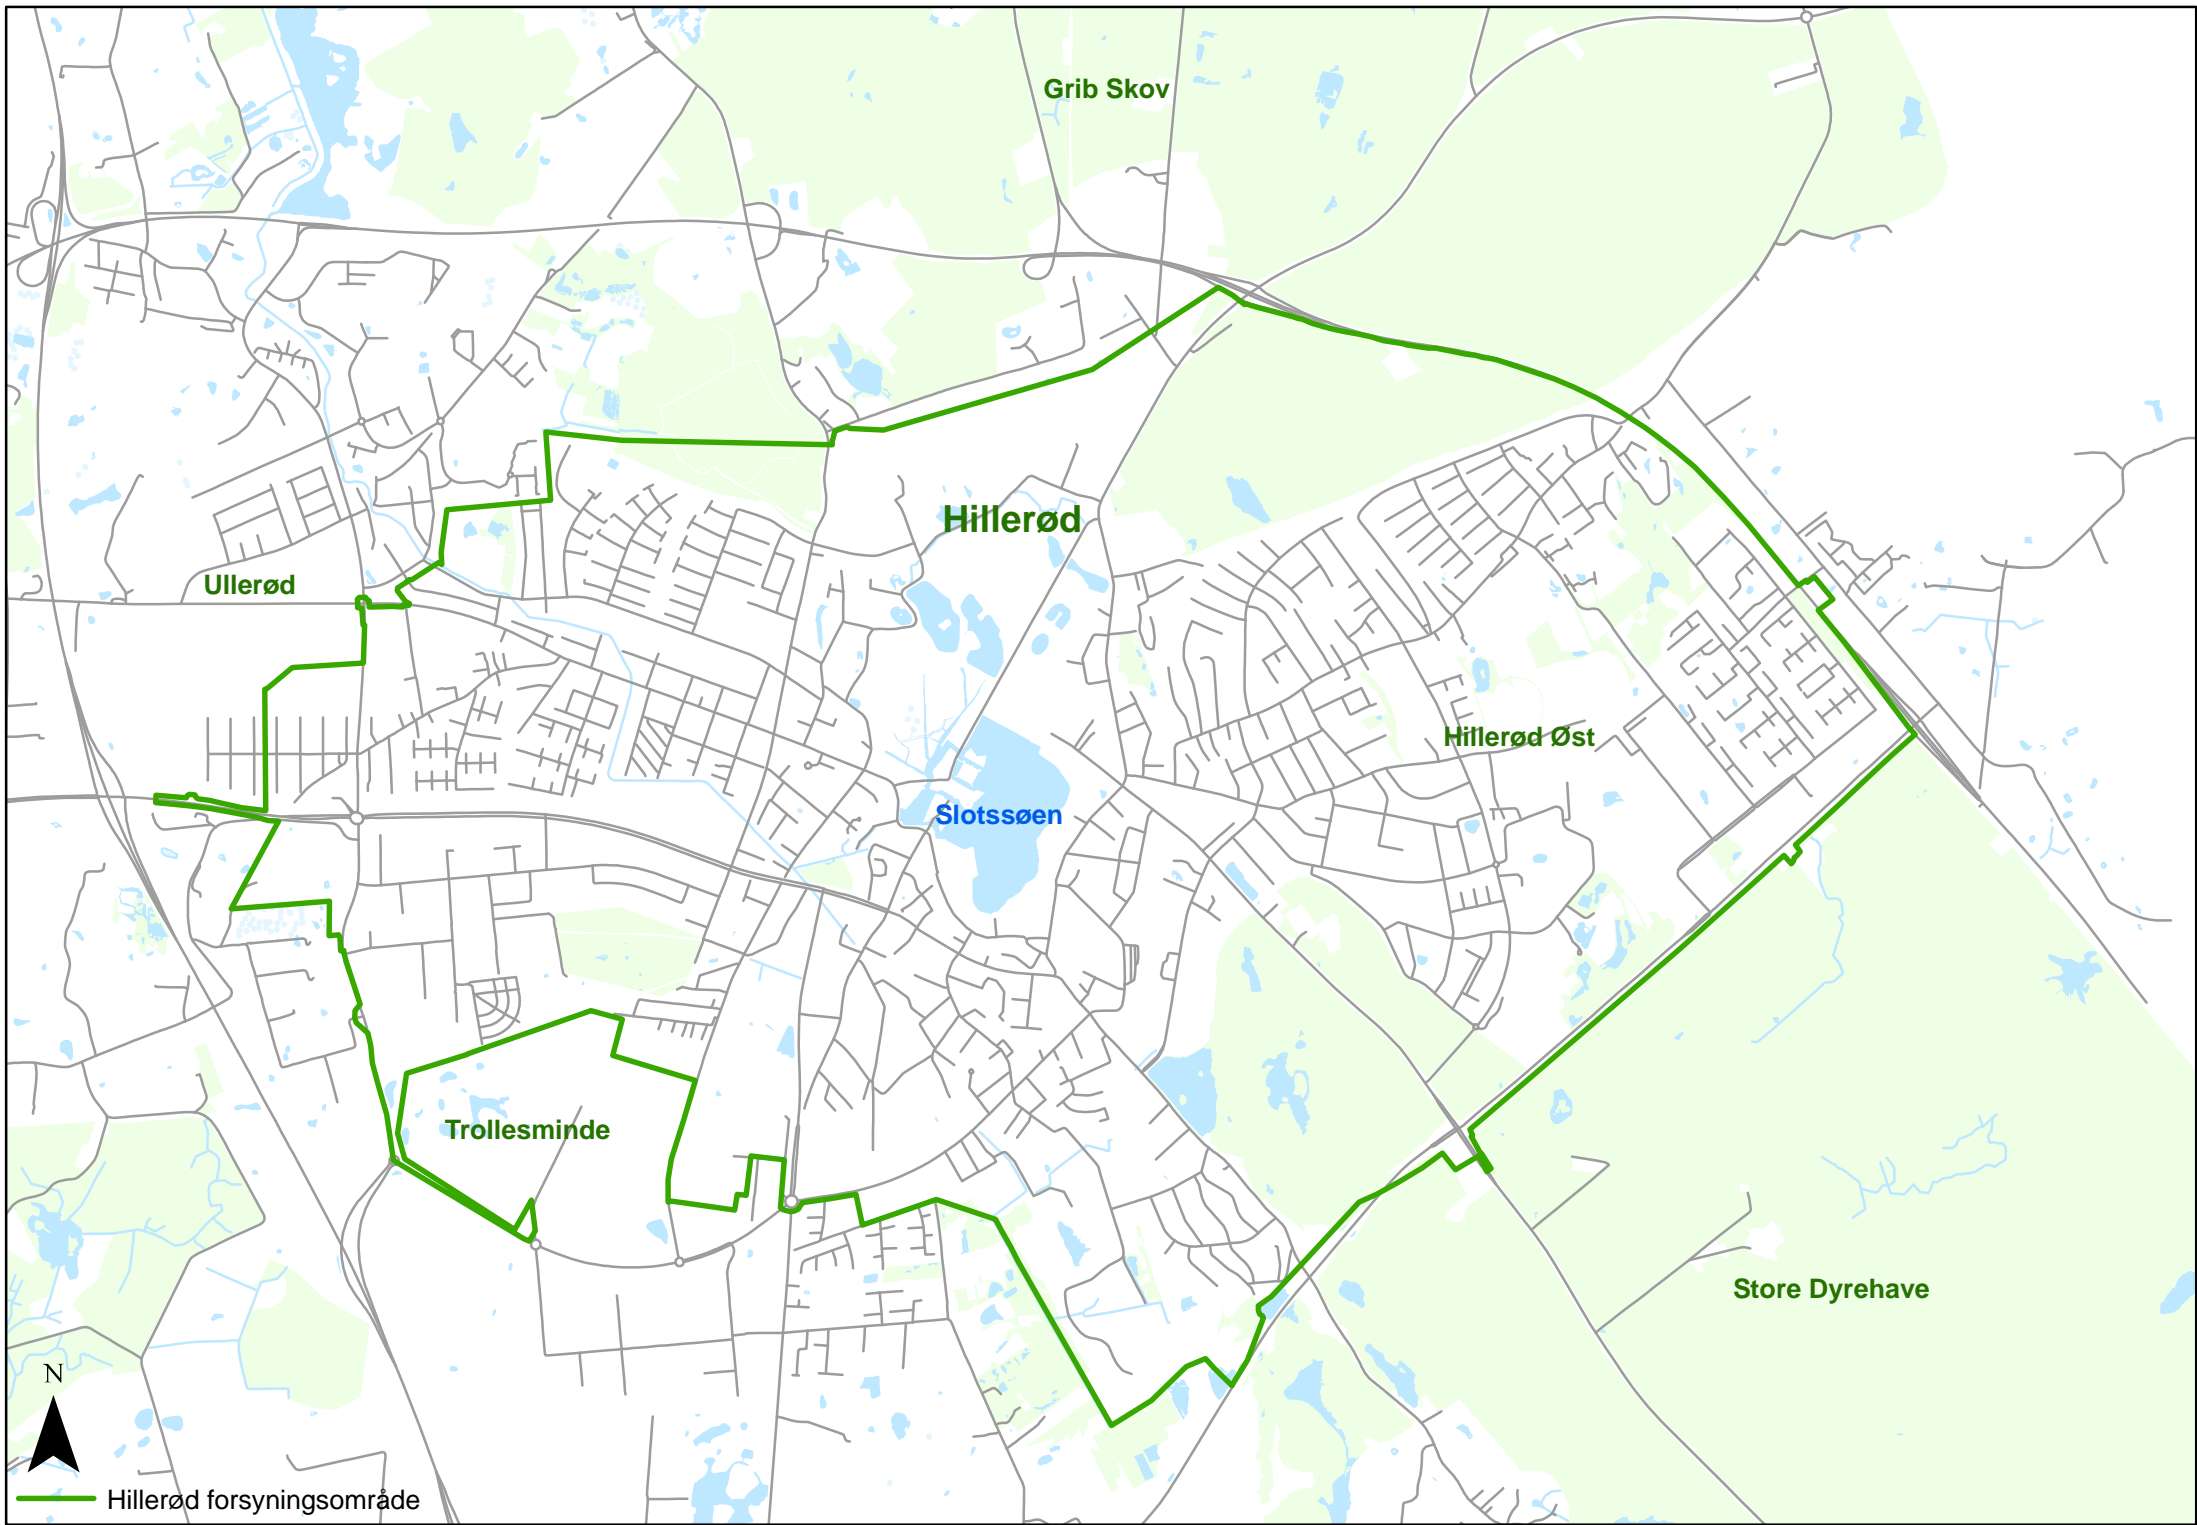 Grib Skov
Hillerød
Ullerød
Hillerød Øst
Slotssøen
Trollesminde
Store Dyrehave
N
Hillerød forsyningsområde